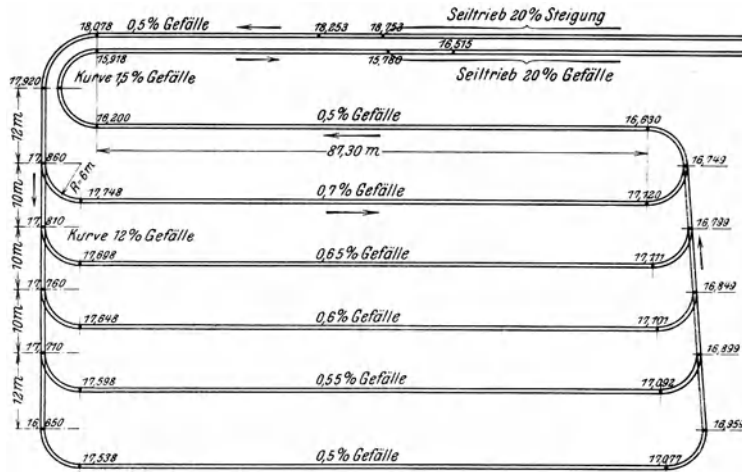 Seiltrieb 20% Steigung
18,078 0,5% Gefälle 18,253 18,753
15,918 15,780 16,515
17,920 Kurve 7,5% Gefälle Seiltrieb 20% Gefälle
16,200 0,5% Gefälle 16,630
12m
87,30 m.
17,860 16,749
R=6m
17,748 0,7% Gefälle 17,120
10m
17,810 16,799
Kurve 12% Gefälle
17,698 0,65% Gefälle 17,111
10m
17,760 16,849
17,648 0,6% Gefälle 17,101
10m
17,710 16,899
17,598 0,55% Gefälle 17,092
12m
16,650 16,959
17,538 0,5% Gefälle 17,077